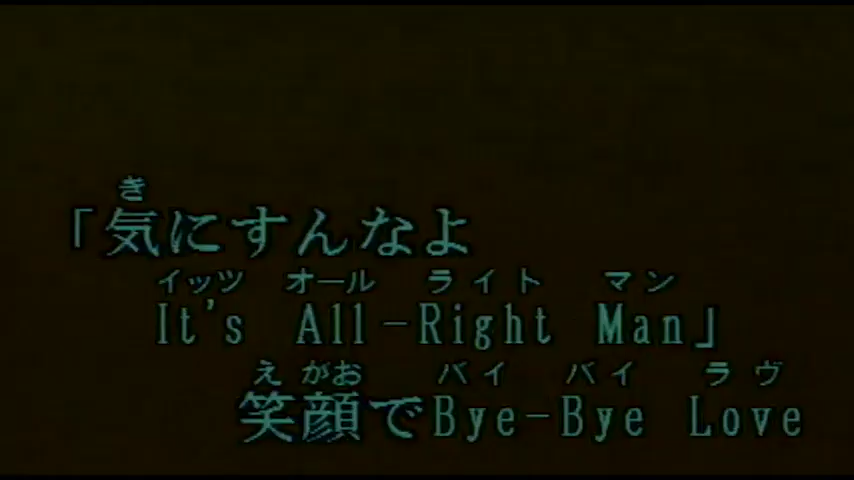 き
「気にすんなよ
イッツ オール ライト マン
It's All-Right Man」
え がお バイ バイ ラヴ
笑顔でBye-Bye Love